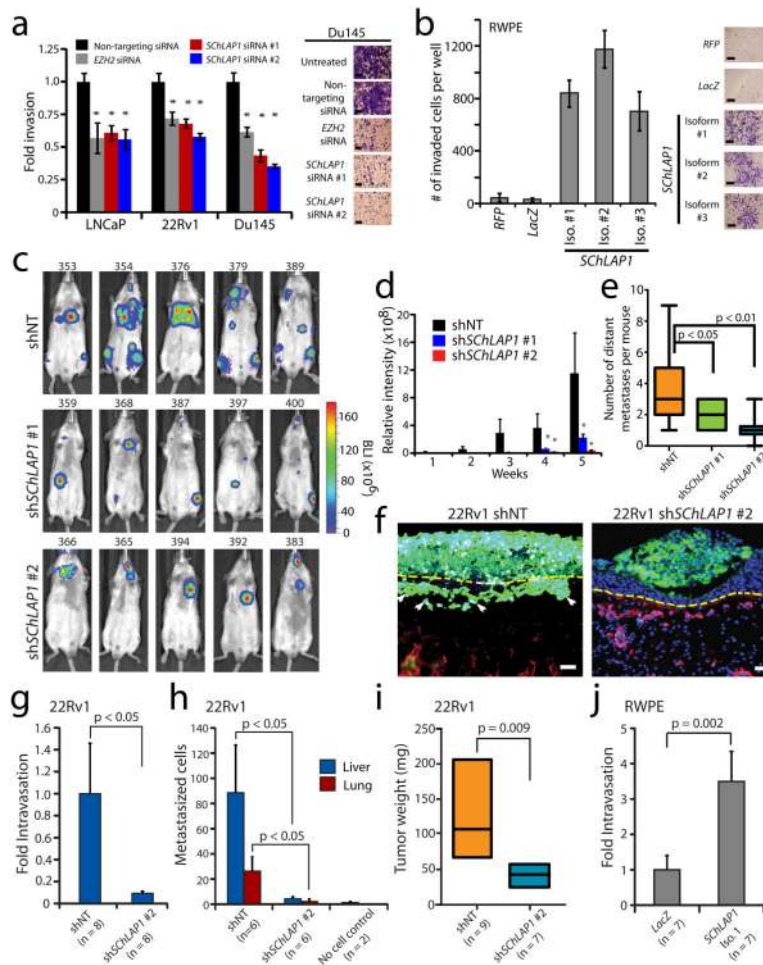 a
Non-targeting siRNA
EZH2 siRNA
SChLAP1 siRNA #1
SChLAP1 siRNA #2
Fold invasion
1.25
1.00
0.75
0.5
0.25
0
* * *
* * *
* * *
LNCaP
22Rv1
Du145
Du145
Untreated
Non-
targeting
siRNA
EZH2
siRNA
SChLAP1
siRNA #1
SChLAP1
siRNA #2
b
RWPE
# of invaded cells per well
1200
900
600
300
0
RFP
LacZ
Iso. #1
Iso. #2
Iso. #3
SChLAP1
RFP
LacZ
SChLAP1
Isoform
#1
Isoform
#2
Isoform
#3
c
353 354 376 379 389
shNT
359 368 387 397 400
shSChLAP1 #1
366 365 394 392 383
shSChLAP1 #2
160
120
80
40
0
BLI (x10⁶)
d
Relative intensity (x10⁸)
20
16
12
8
4
0
shNT
shSChLAP1 #1
shSChLAP1 #2
* *
* *
1 2 3 4 5
Weeks
e
Number of distant
metastases per mouse
10
8
6
4
2
0
p < 0.01
p < 0.05
shNT
shSChLAP1 #1
shSChLAP1 #2
f
22Rv1 shNT
22Rv1 shSChLAP1 #2
g
22Rv1
p < 0.05
Fold Intravasation
1.6
1.4
1.2
1.0
0.8
0.6
0.4
0.2
0
shNT
(n = 8)
shSChLAP1 #2
(n = 8)
h
22Rv1
p < 0.05
Liver
Lung
p < 0.05
Metastasized cells
140
120
100
80
60
40
20
0
shNT
(n=6)
shSChLAP1 #2
(n = 6)
No cell control
(n = 2)
i
22Rv1
p = 0.009
Tumor weight (mg)
250
200
150
100
50
0
shNT
(n = 9)
shSChLAP1 #2
(n = 7)
j
RWPE
p = 0.002
Fold Intravasation
5
4
3
2
1
0
LacZ
(n = 7)
SChLAP1
Iso. 1
(n = 7)